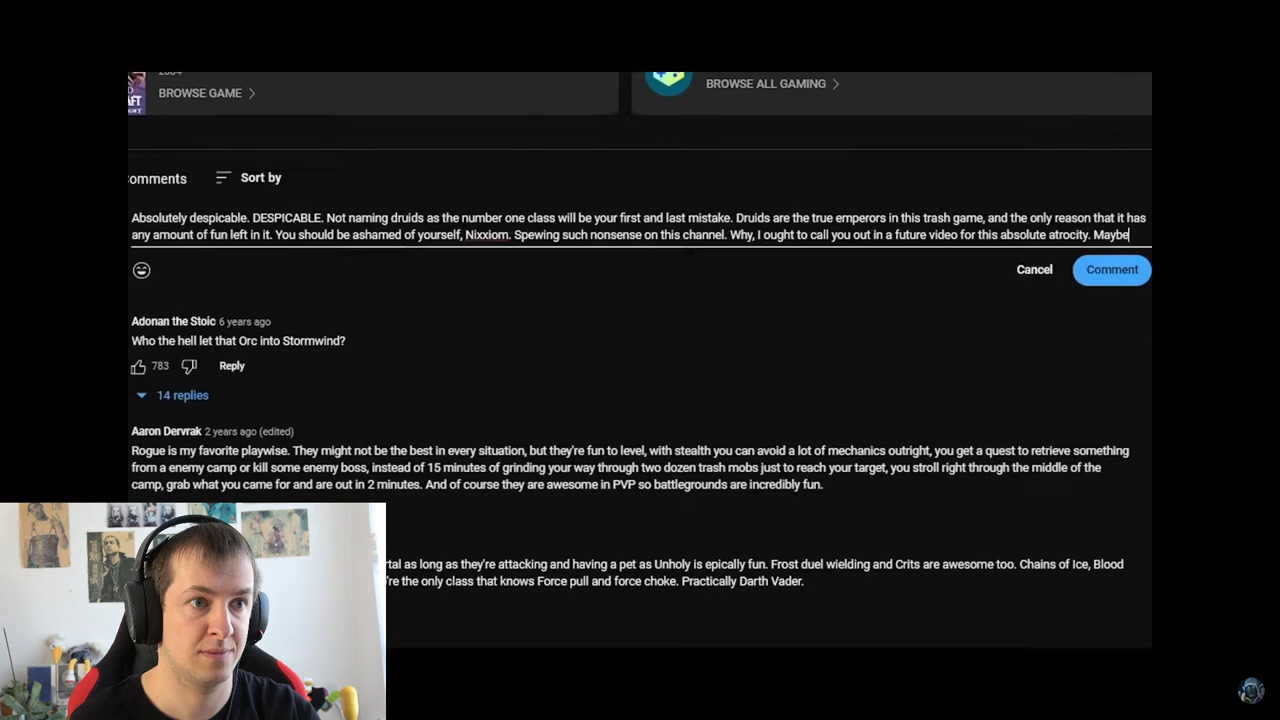 BROWSE GAME
BROWSE ALL GAMING
omments
Sort by
Absolutely despicable. DESPICABLE. Not naming druids as the number one class will be your first and last mistake. Druids are the true emperors in this trash game, and the only reason that it has
any amount of fun left in it. You should be ashamed of yourself, Nixxiom. Spewing such nonsense on this channel. Why, I ought to call you out in a future video for this absolute atrocity. Maybe
Cancel
Comment
Adonan the Stoic 6 years ago
Who the hell let that Orc into Stormwind?
783
Reply
14 replies
Aaron Dervrak 2 years ago (edited)
Rogue is my favorite playwise. They might not be the best in every situation, but they're fun to level, with stealth you can avoid a lot of mechanics outright, you get a quest to retrieve something
from a enemy camp or kill some enemy boss, instead of 15 minutes of grinding your way through two dozen trash mobs just to reach your target, you stroll right through the middle of the
camp, grab what you came for and are out in 2 minutes. And of course they are awesome in PVP so battlegrounds are incredibly fun.
rtal as long as they're attacking and having a pet as Unholy is epically fun. Frost duel wielding and Crits are awesome too. Chains of Ice, Blood
're the only class that knows Force pull and force choke. Practically Darth Vader.